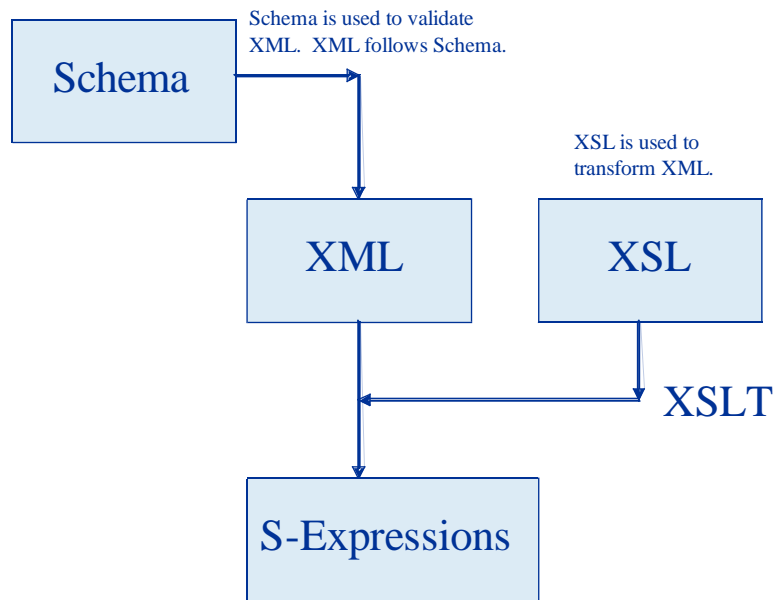 Schema is used to validate
XML.  XML follows Schema.
Schema
XSL is used to
transform XML.
XML
XSL
XSLT
S-Expressions